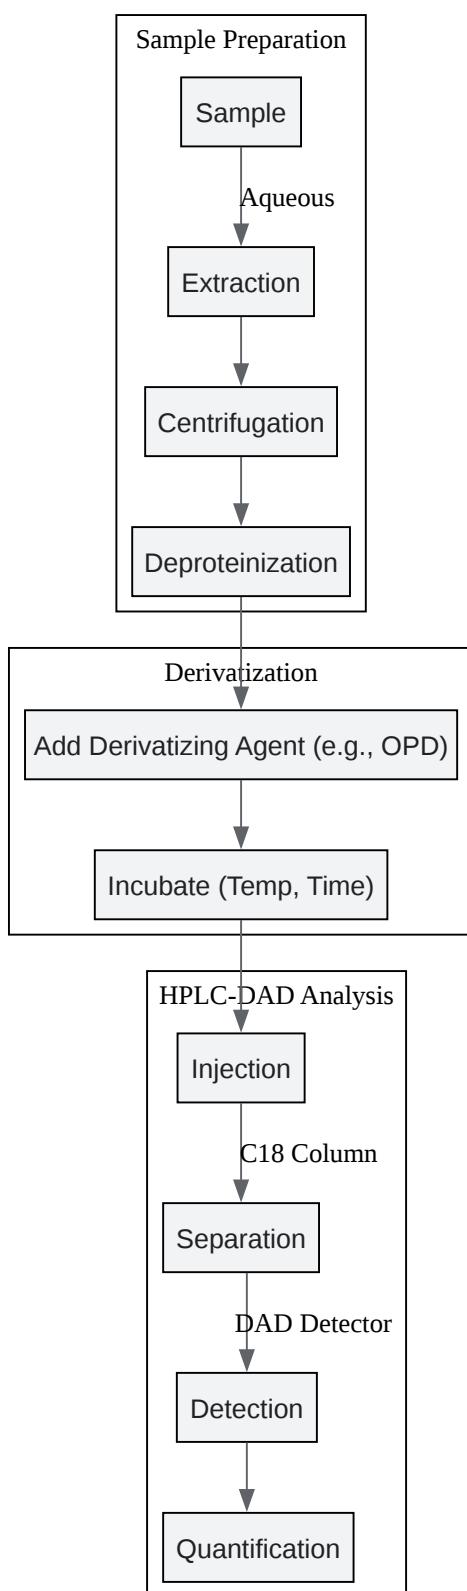 Sample Preparation
Sample
Aqueous
Extraction
Centrifugation
Deproteinization
Derivatization
Add Derivatizing Agent (e.g., OPD)
Incubate (Temp, Time)
HPLC-DAD Analysis
Injection
C18 Column
Separation
DAD Detector
Detection
Quantification